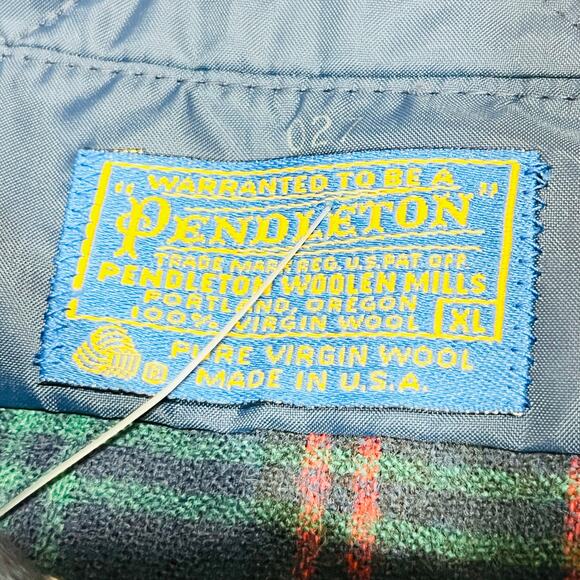 027
"WARRANTED TO BE A
PENDLETON"
TRADE MARK REG. U.S. PAT. OFF.
PENDLETON WOOLEN MILLS
PORTLAND, OREGON
100% VIRGIN WOOL XL
R PURE VIRGIN WOOL
MADE IN U.S.A.